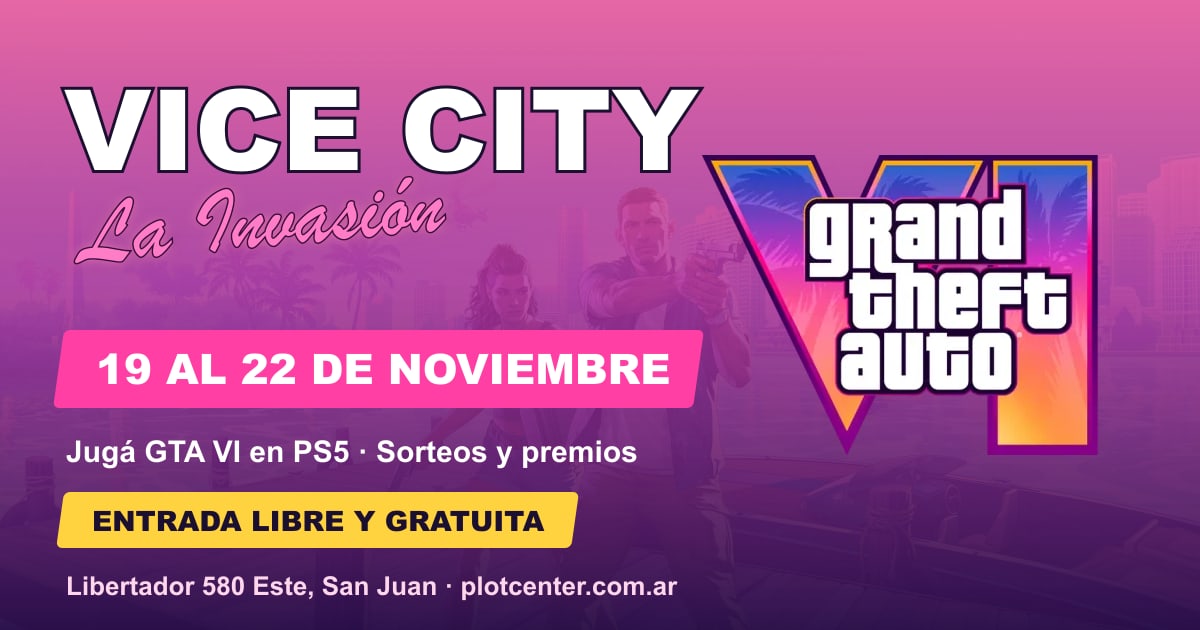 VICE CITY
La Invasión
VI
grand
theft
auto
19 AL 22 DE NOVIEMBRE
Jugá GTA VI en PS5 · Sorteos y premios
ENTRADA LIBRE Y GRATUITA
Libertador 580 Este, San Juan · plotcenter.com.ar